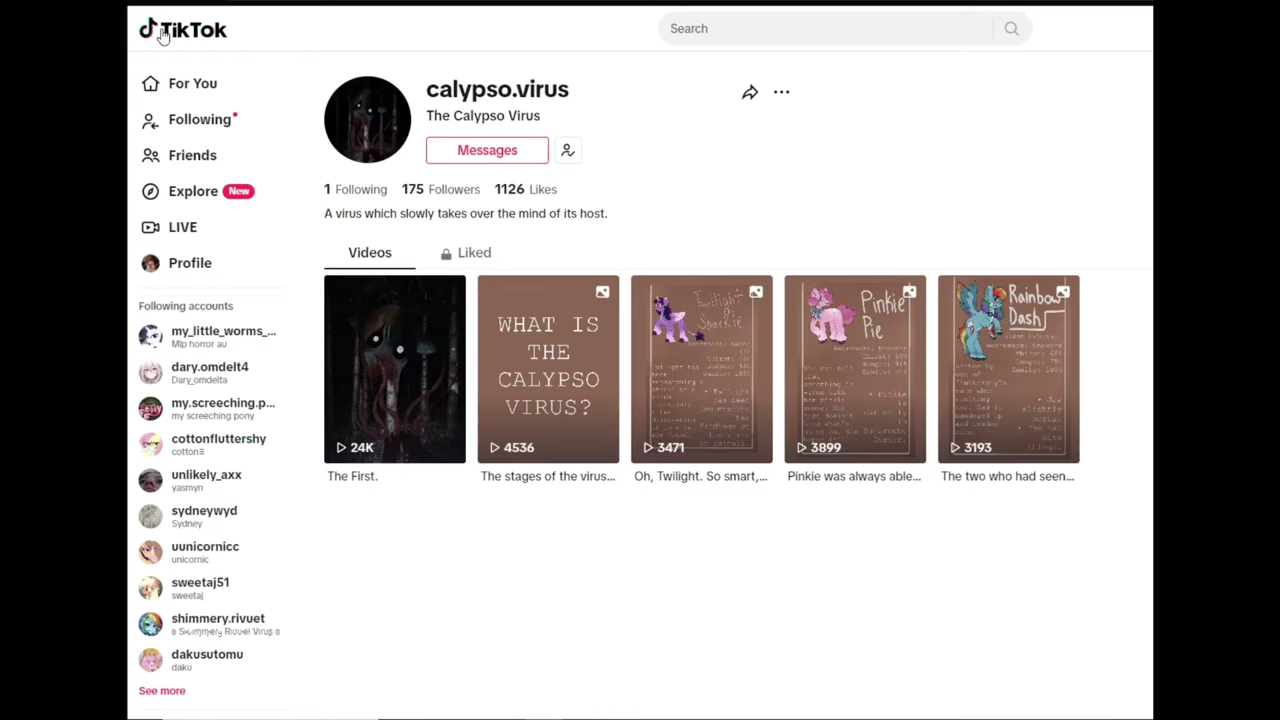 TikTok
Search
For You
Following
Friends
Explore New
LIVE
Profile
Following accounts
my_little_worms_...
Mlp horror au
dary.omdelt4
Dary_omdelta
my.screeching.p...
my screeching pony
cottonfluttershy
cotton≡
unlikely_axx
yasmyn
sydneywyd
Sydney
uunicornicc
unicornic
sweetaj51
sweetaj
shimmery.rivuet
dakusutomu
daku
See more
calypso.virus
The Calypso Virus
Messages
1 Following 175 Followers 1126 Likes
A virus which slowly takes over the mind of its host.
Videos Liked
24K
The First.
WHAT IS
THE
CALYPSO
VIRUS?
4536
The stages of the virus...
Twilight
Sparkle
3471
Oh, Twilight. So smart,...
Pinkie
Pie
3899
Pinkie was always able...
Rainbow
Dash
3193
The two who had seen...